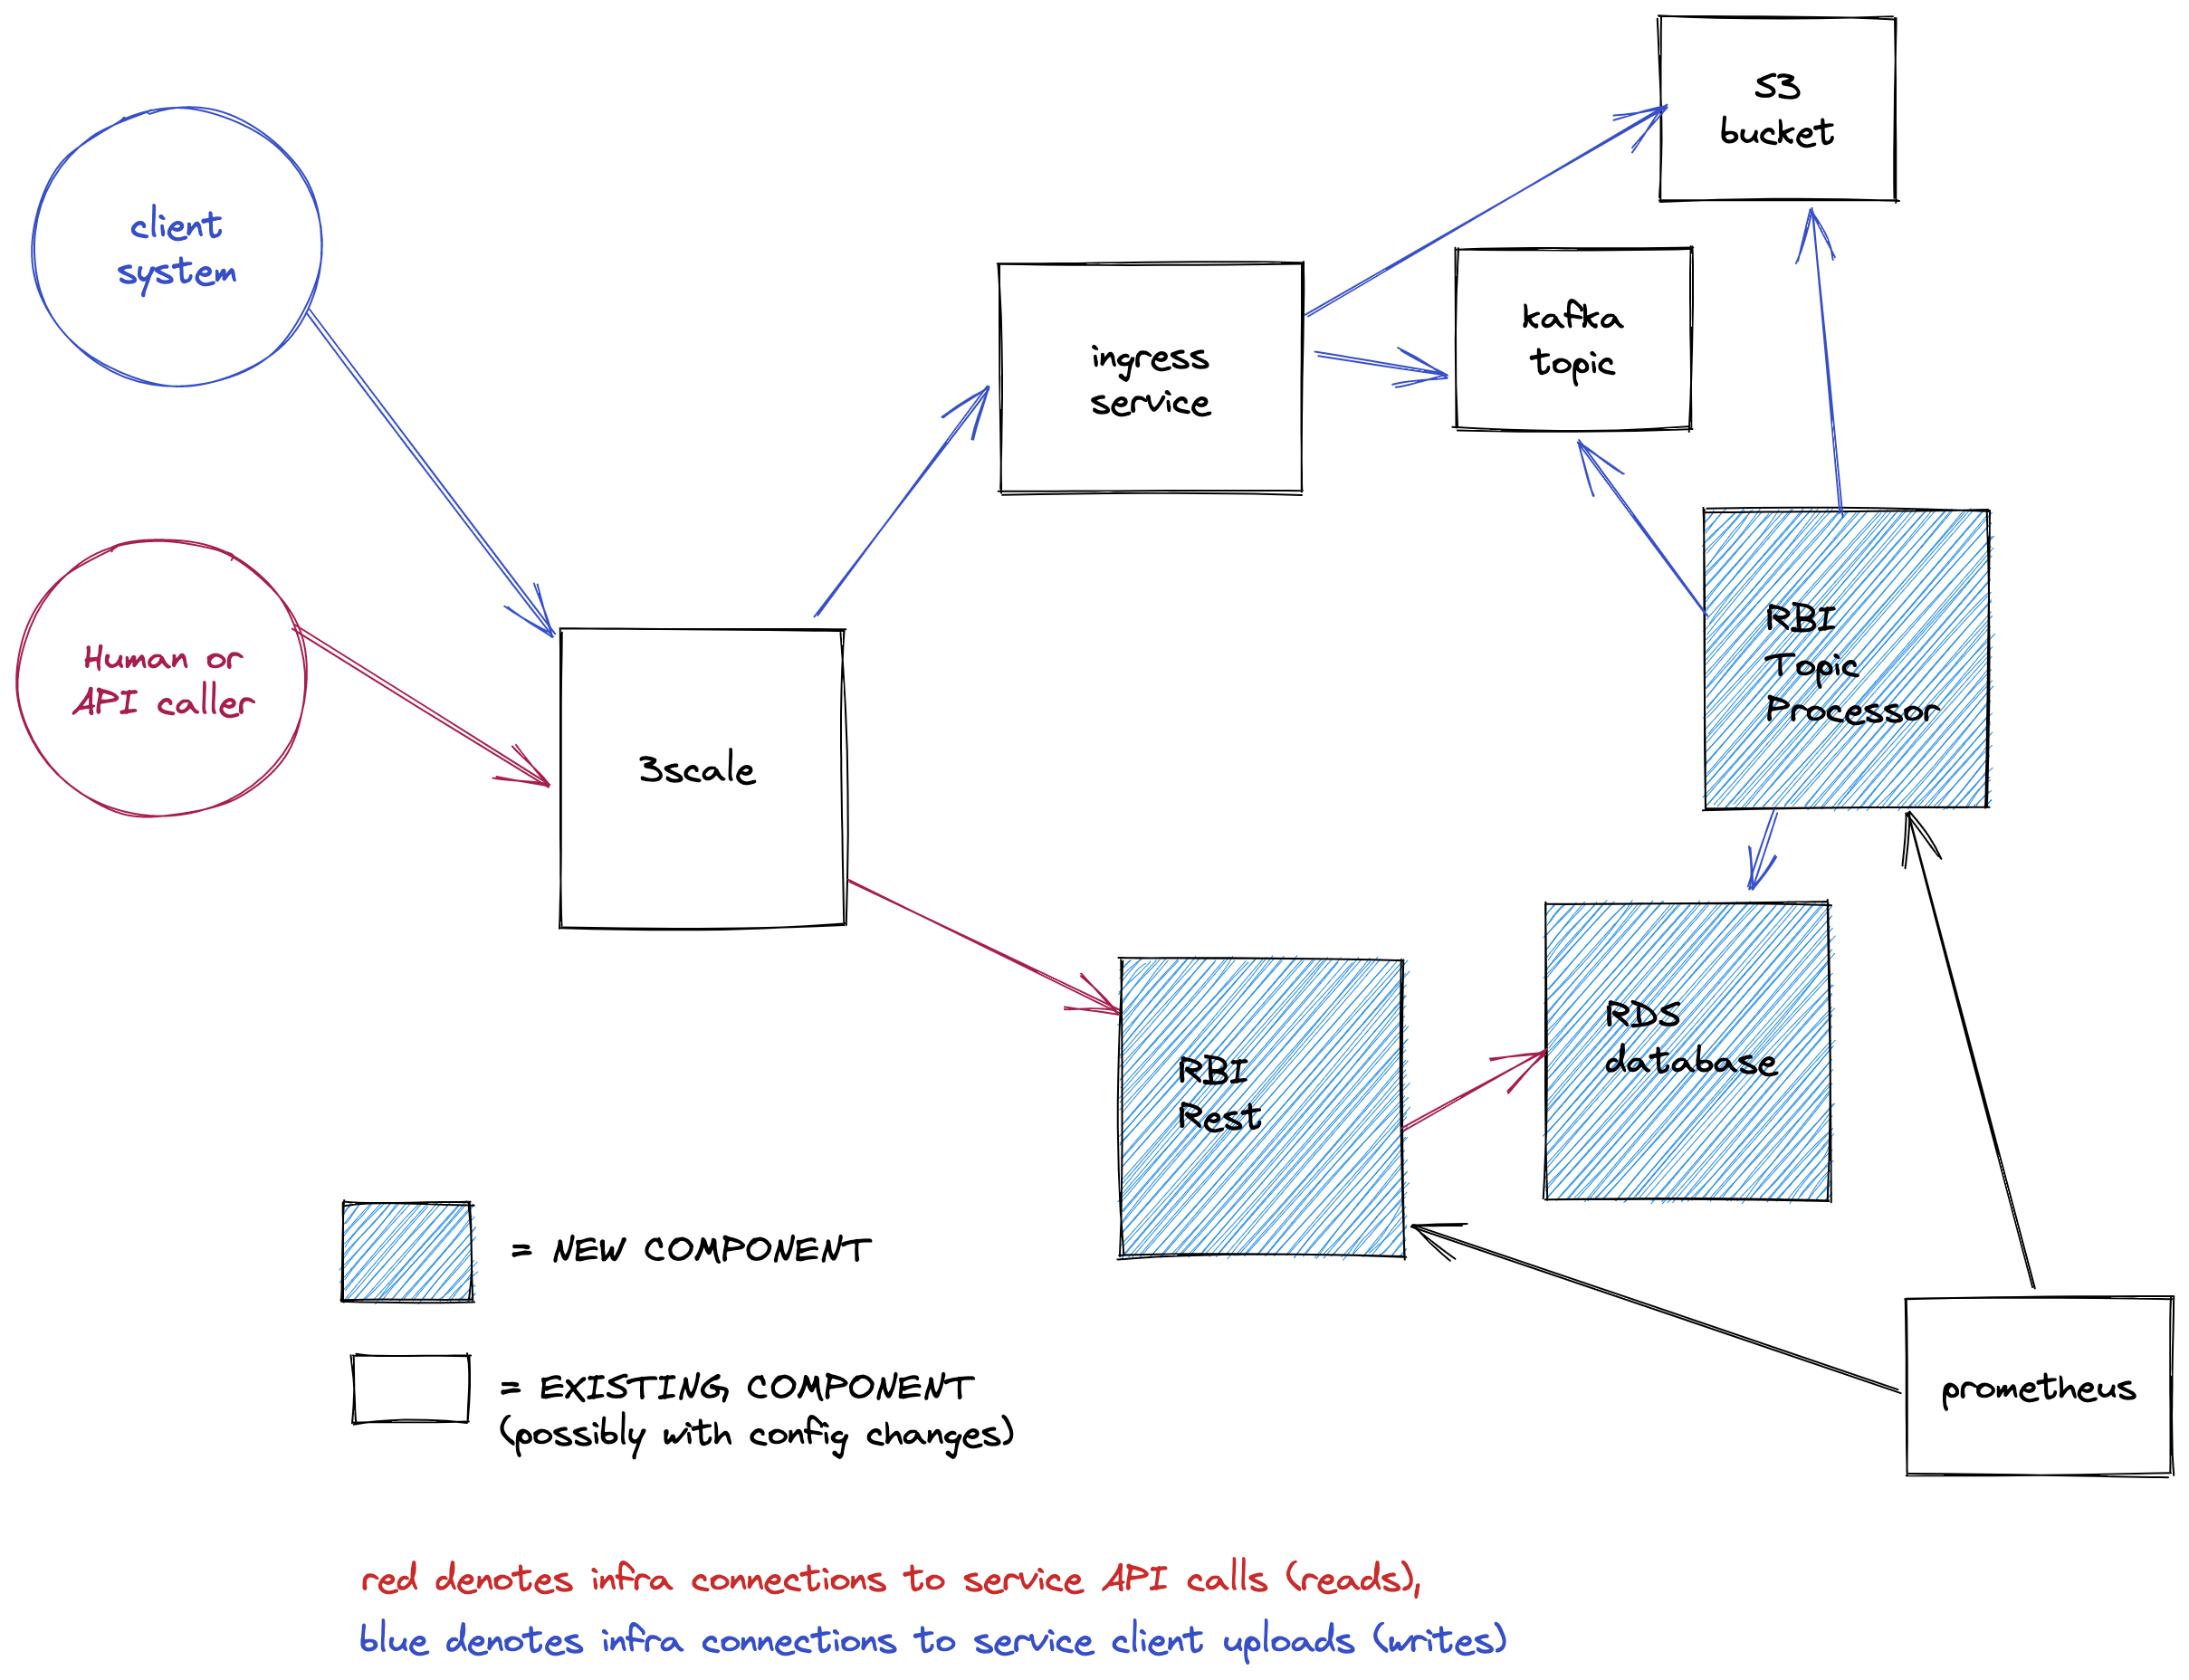 S3
bucket
client
system
kafka
topic
ingress
service
RBI
Topic
Processor
Human or
API caller
3scale
RDS
database
RBI
Rest
= NEW COMPONENT
prometheus
= EXISTING COMPONENT
(possibly with config changes)
red denotes infra connections to service API calls (reads),
blue denotes infra connections to service client uploads (writes)